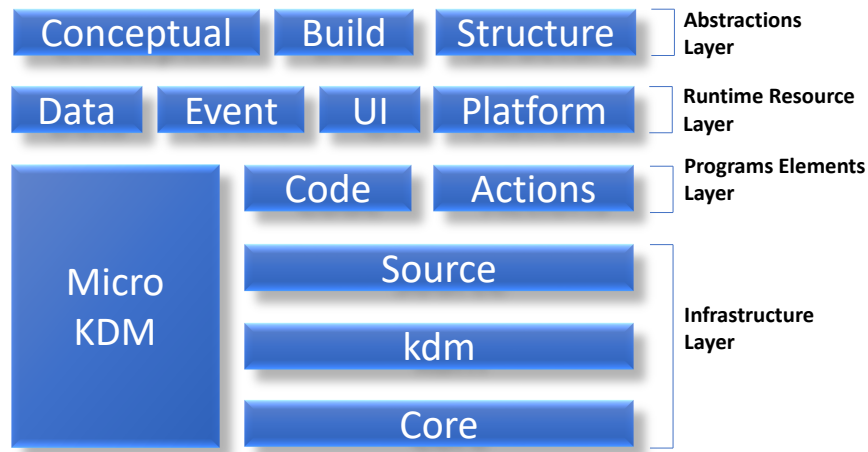 Conceptual
Build
Structure
Abstractions
Layer
Data
Event
UI
Platform
Runtime Resource
Layer
Micro
KDM
Code
Actions
Programs Elements
Layer
Source
kdm
Core
Infrastructure
Layer